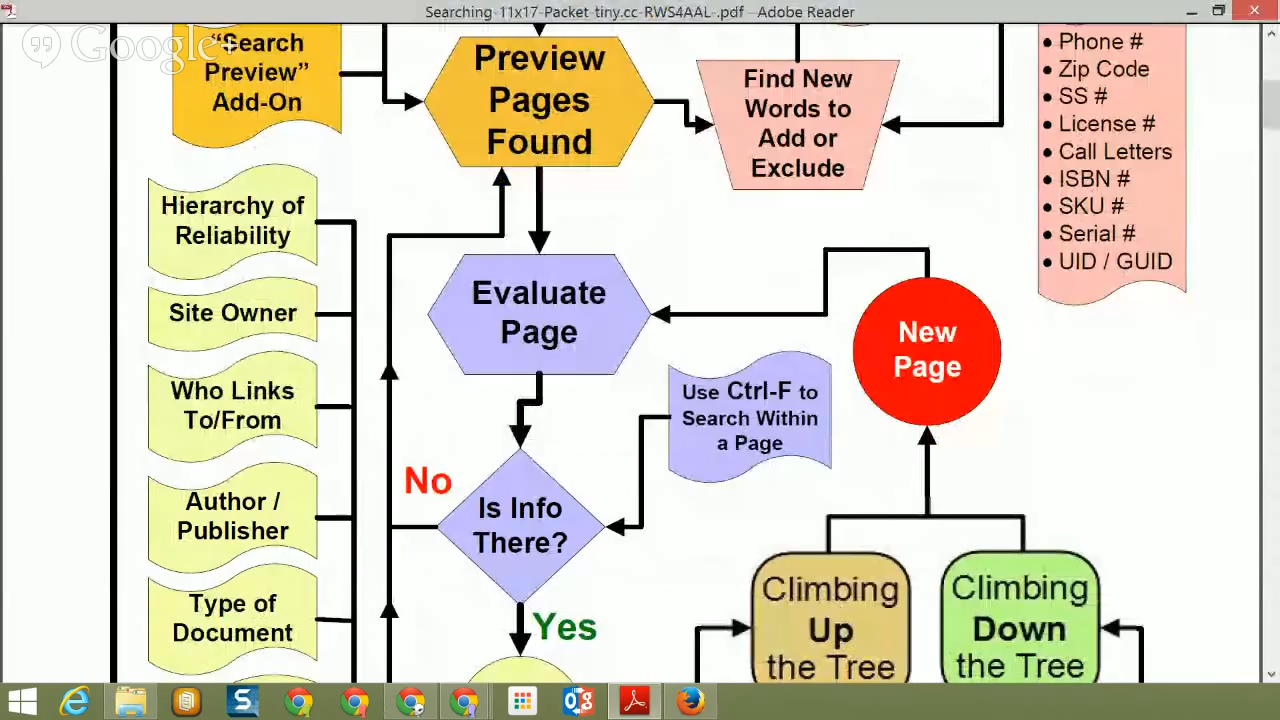 Searching-11x17-Packet-tiny.cc-RWS4AAL-.pdf - Adobe Reader
Google+
“Search
Preview”
Add-On
Preview
Pages
Found
Find New
Words to
Add or
Exclude
• Phone #
• Zip Code
• SS #
• License #
• Call Letters
• ISBN #
• SKU #
• Serial #
• UID / GUID
Hierarchy of
Reliability
Site Owner
Who Links
To/From
Author /
Publisher
Type of
Document
Evaluate
Page
New
Page
Use Ctrl-F to
Search Within
a Page
No
Is Info
There?
Yes
Climbing
Up
the Tree
Climbing
Down
the Tree